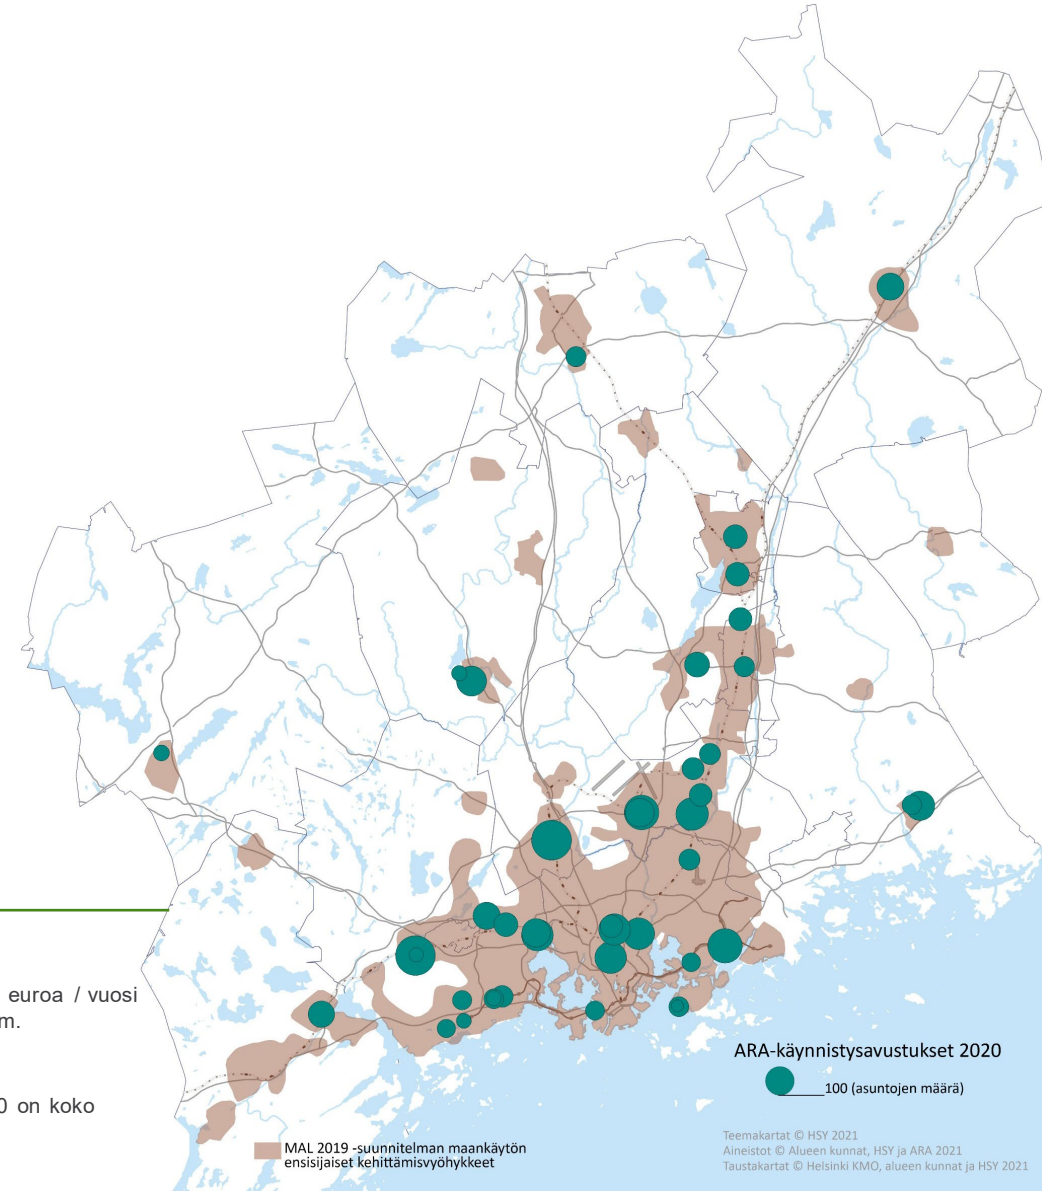 euroa / vuosi
m.
0 on koko
ARA-käynnistysavustukset 2020
100 (asuntojen määrä)
MAL 2019 -suunnitelman maankäytön
ensisijaiset kehittämisvyöhykkeet
Teemakartat © HSY 2021
Aineistot © Alueen kunnat, HSY ja ARA 2021
Taustakartat © Helsinki KMO, alueen kunnat ja HSY 2021